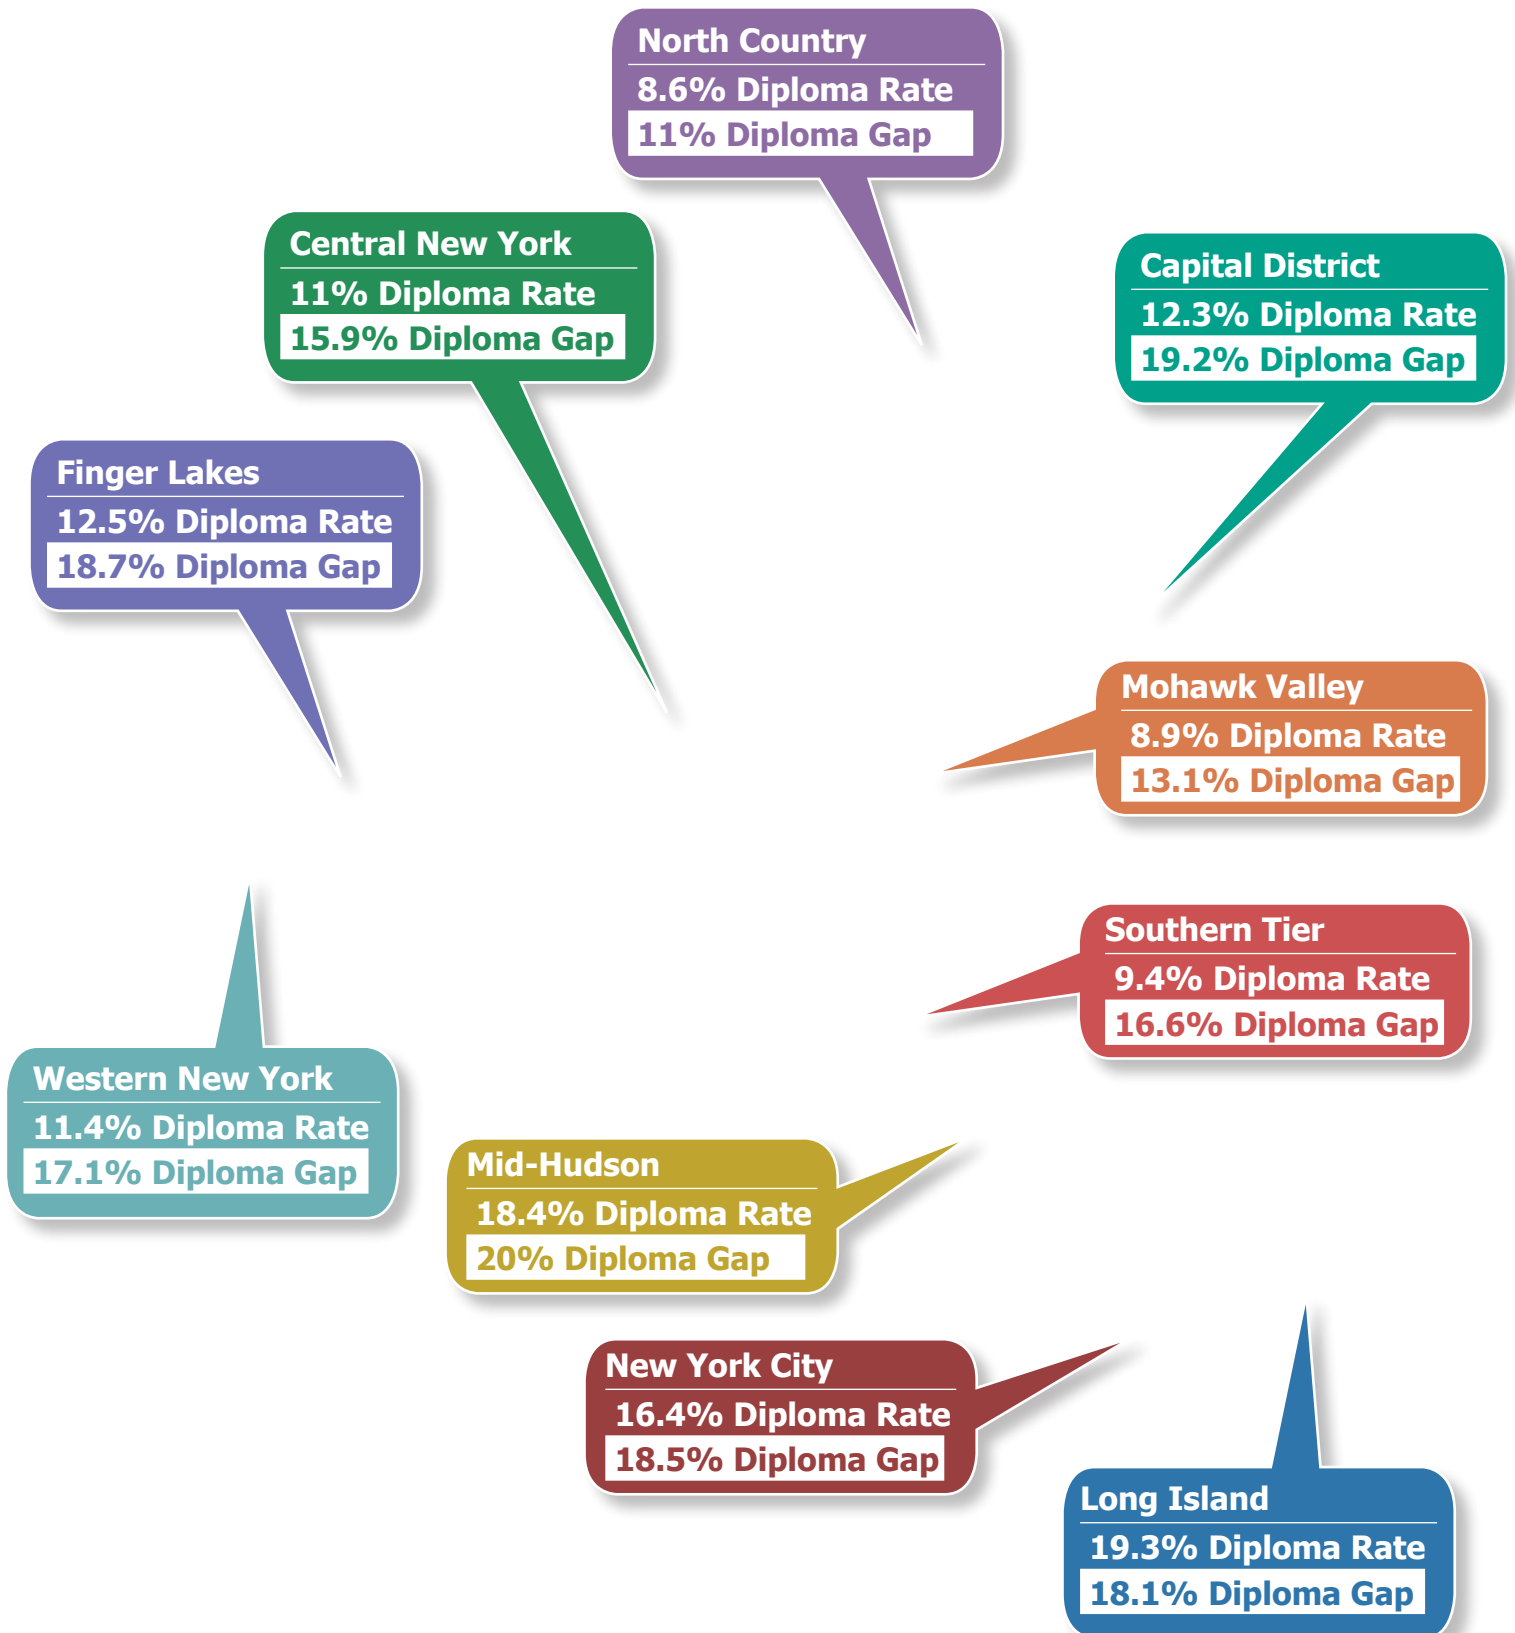 North Country
8.6% Diploma Rate
11% Diploma Gap
Central New York
11% Diploma Rate
15.9% Diploma Gap
Capital District
12.3% Diploma Rate
19.2% Diploma Gap
Finger Lakes
12.5% Diploma Rate
18.7% Diploma Gap
Mohawk Valley
8.9% Diploma Rate
13.1% Diploma Gap
Southern Tier
9.4% Diploma Rate
16.6% Diploma Gap
Western New York
11.4% Diploma Rate
17.1% Diploma Gap
Mid-Hudson
18.4% Diploma Rate
20% Diploma Gap
New York City
16.4% Diploma Rate
18.5% Diploma Gap
Long Island
19.3% Diploma Rate
18.1% Diploma Gap